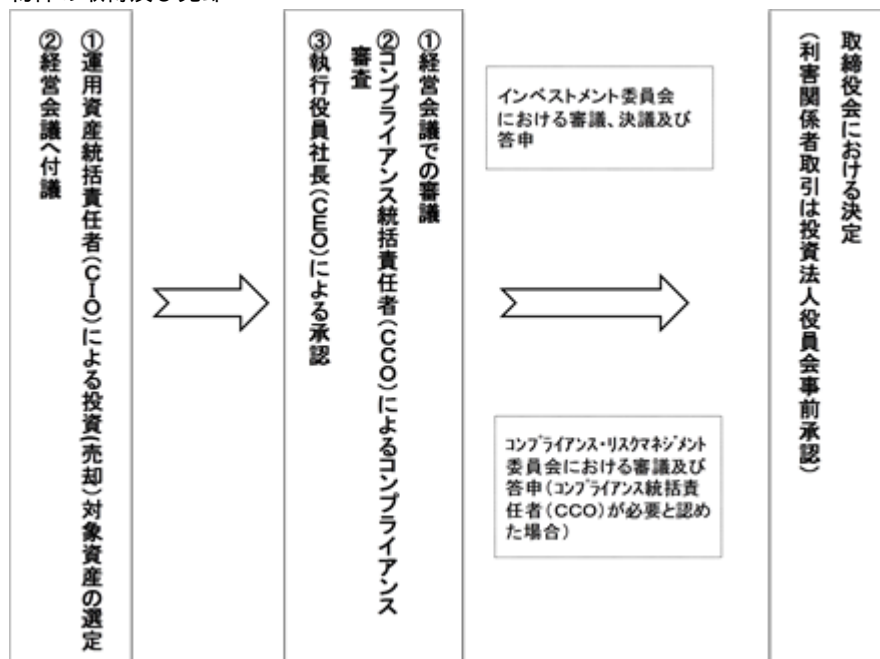 ①運用資産統括責任者(CIO)による投資(売却)対象資産の選定
②経営会議へ付議
①経営会議での審議
②コンプライアンス統括責任者(CCO)によるコンプライアンス
審査
③執行役員社長(CEO)による承認
インベストメント委員会
における審議、決議及び
答申
コンプライアンス・リスクマネジメント
委員会における審議及び
答申(コンプライアンス統括責
任者(CCO)が必要と認め
た場合)
取締役会における決定
(利害関係者取引は投資法人役員会事前承認)